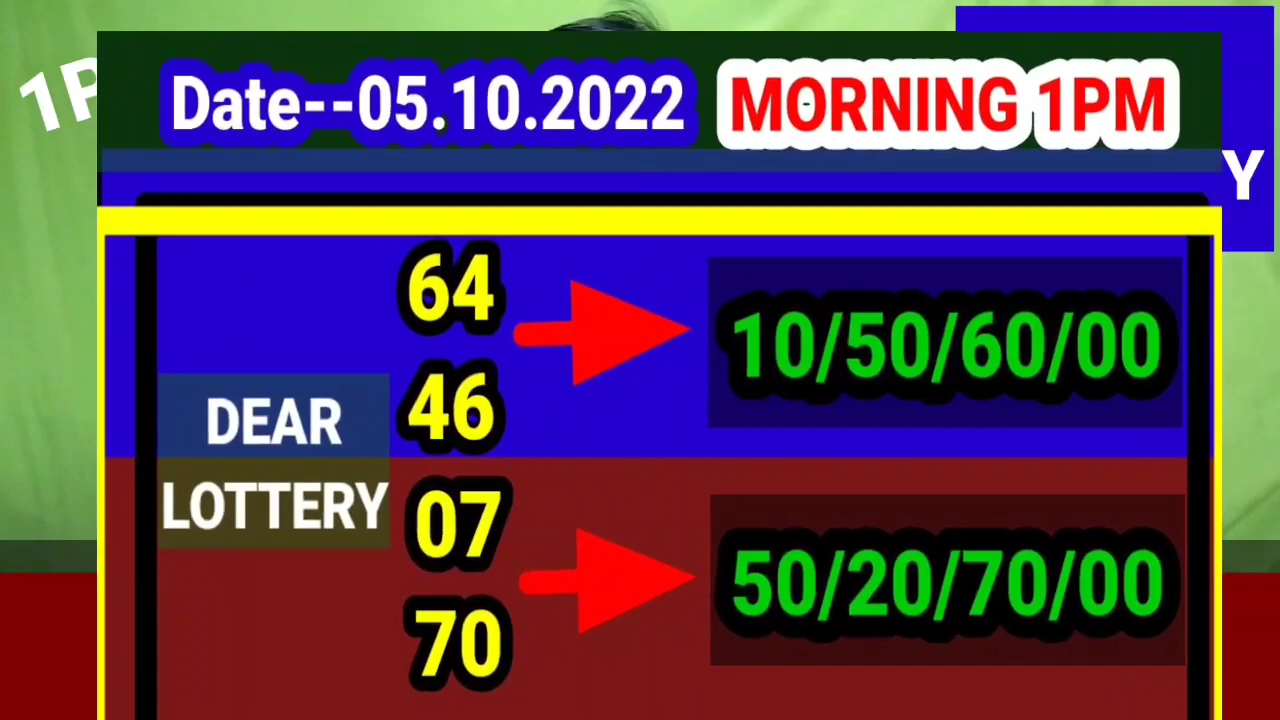 1P
Date--05.10.2022 MORNING 1PM
Y
64
10/50/60/00
46
DEAR
LOTTERY
07
50/20/70/00
70